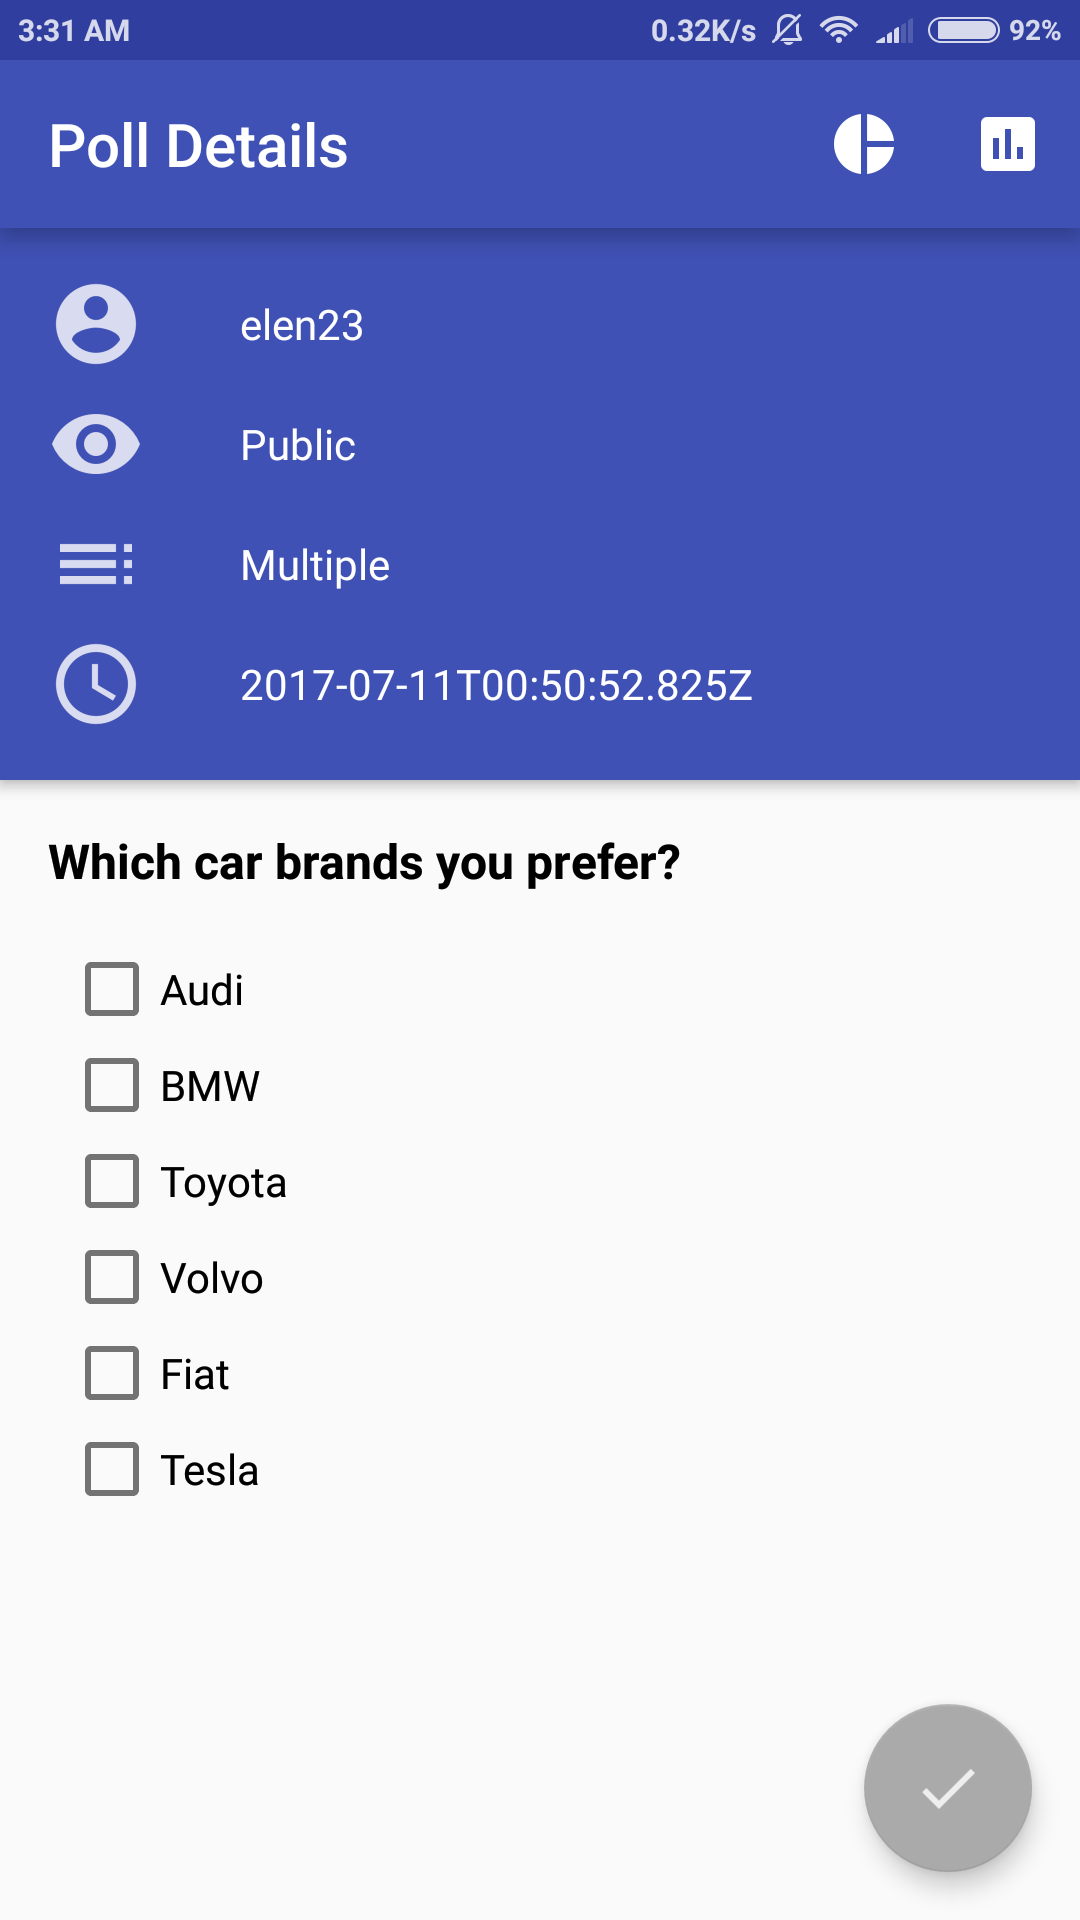 3:31 AM 0.32K/s 92%
Poll Details
elen23
Public
Multiple
2017-07-11T00:50:52.825Z
Which car brands you prefer?
Audi
BMW
Toyota
Volvo
Fiat
Tesla